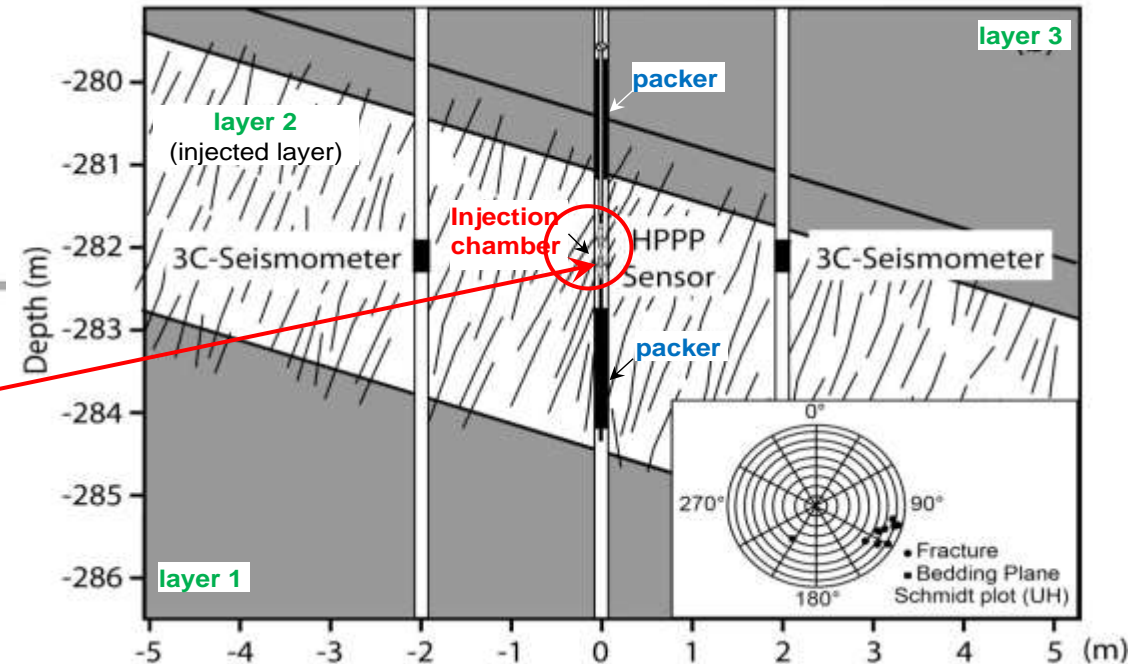 layer 3
-280
packer
layer 2
(injected layer)
-281
Injection
chamber
HPPP
Sensor
-282
3C-Seismometer
3C-Seismometer
Depth (m)
-283
packer
-284
0°
-285
270°
90°
Fracture
Bedding Plane
-286
layer 1
180°
Schmidt plot (UH)
-5 -4 -3 -2 -1 0 1 2 3 4 5 (m)